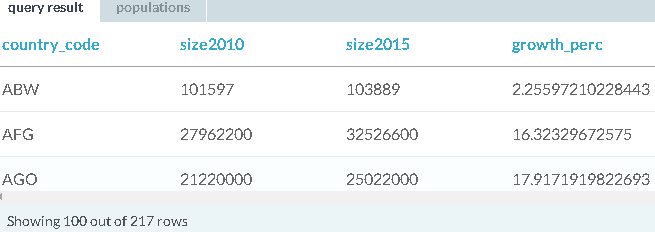 query result populations
country_code size2010 size2015 growth_perc
ABW 101597 103889 2.25597210228443
AFG 27962200 32526600 16.32329672575
AGO 21220000 25022000 17.9171919822693
Showing 100 out of 217 rows